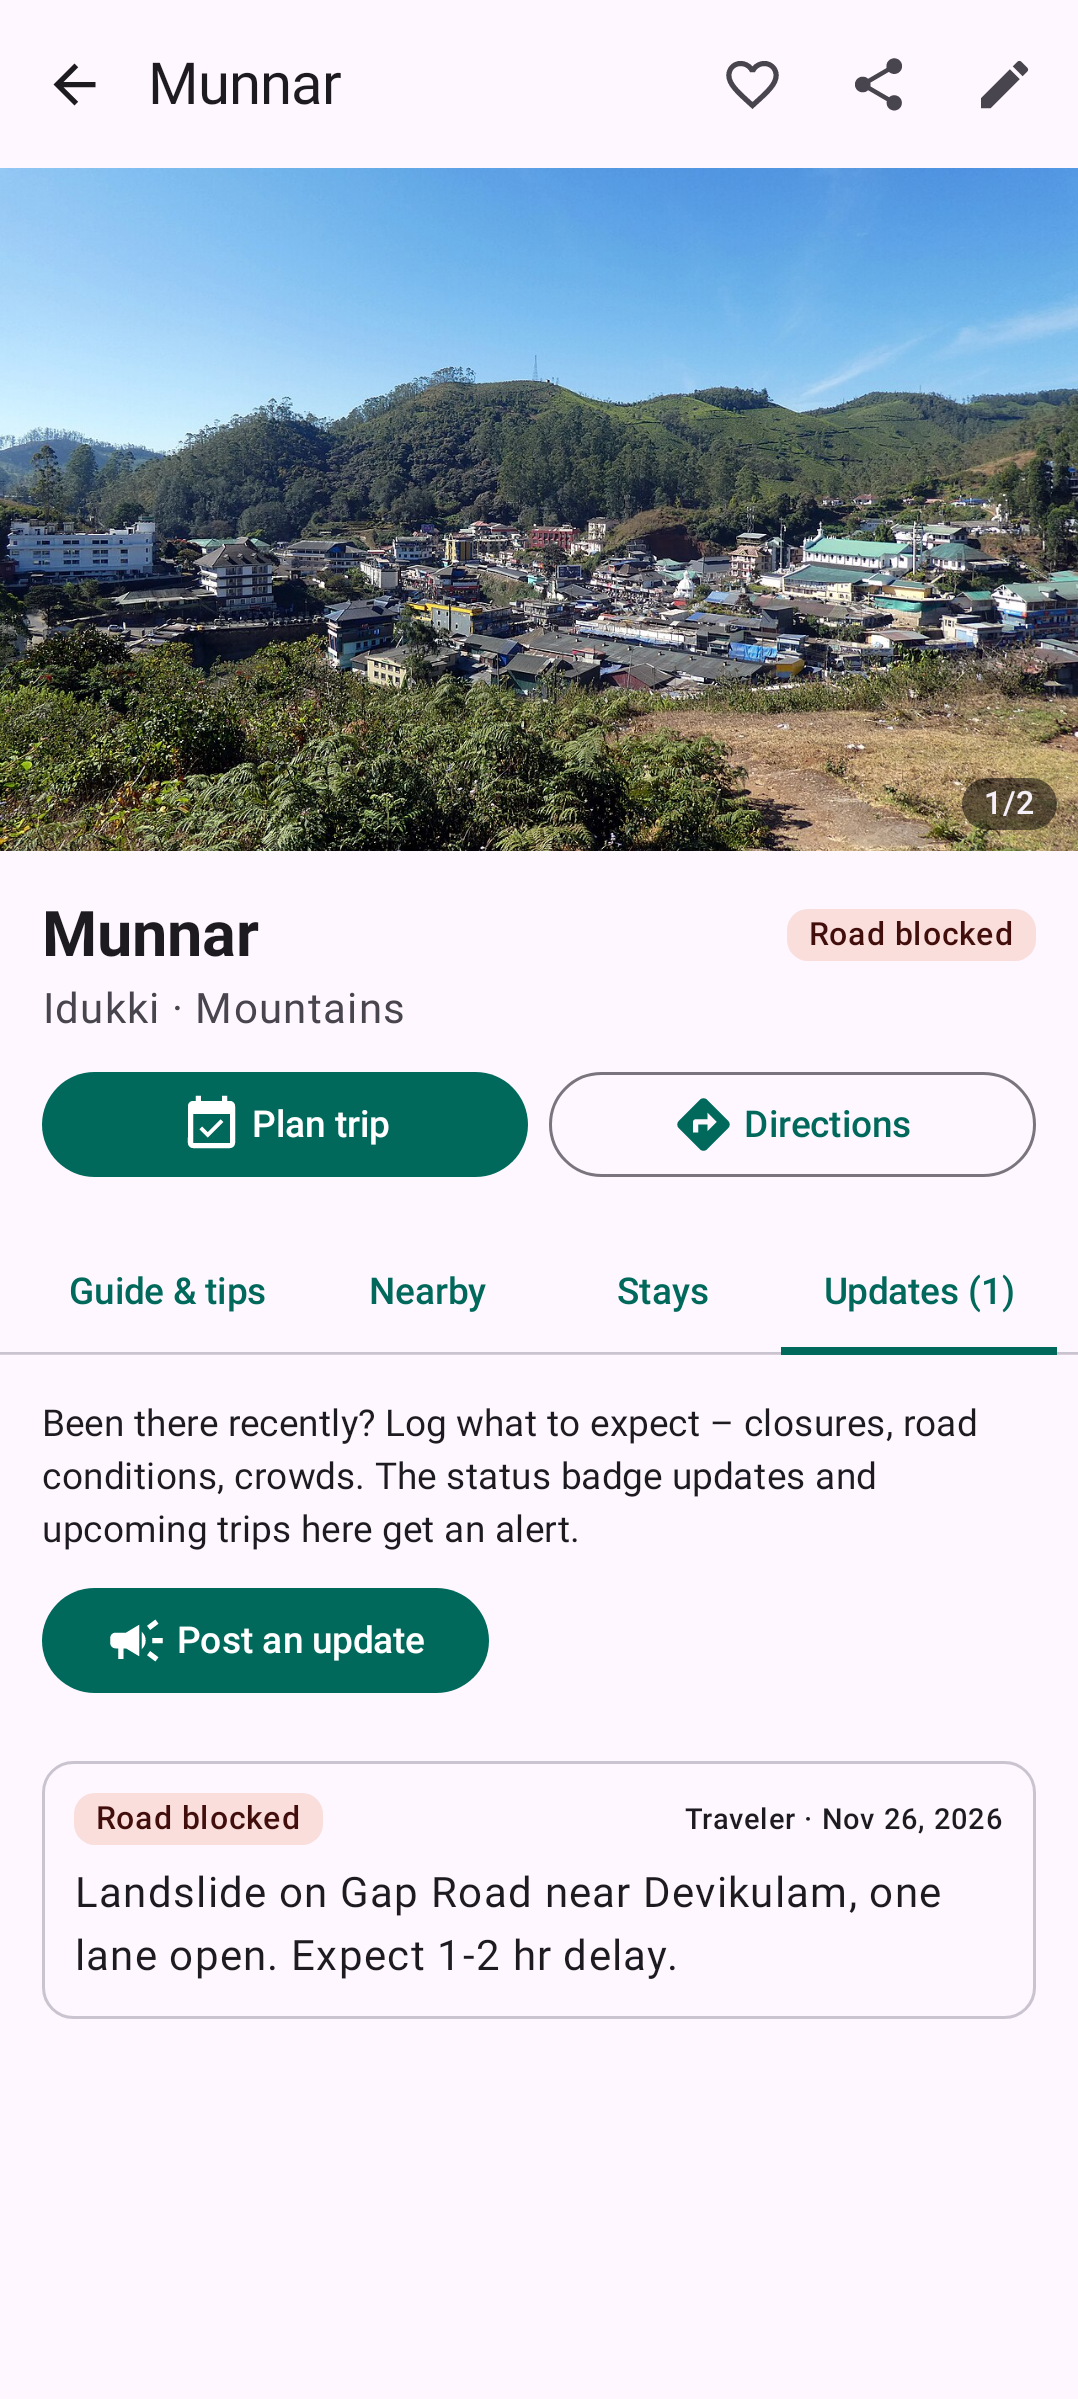 Munnar
1/2
Munnar
Road blocked
Idukki · Mountains
Plan trip
Directions
Guide & tips
Nearby
Stays
Updates (1)
Been there recently? Log what to expect – closures, road
conditions, crowds. The status badge updates and
upcoming trips here get an alert.
Post an update
Road blocked
Traveler · Nov 26, 2026
Landslide on Gap Road near Devikulam, one
lane open. Expect 1-2 hr delay.